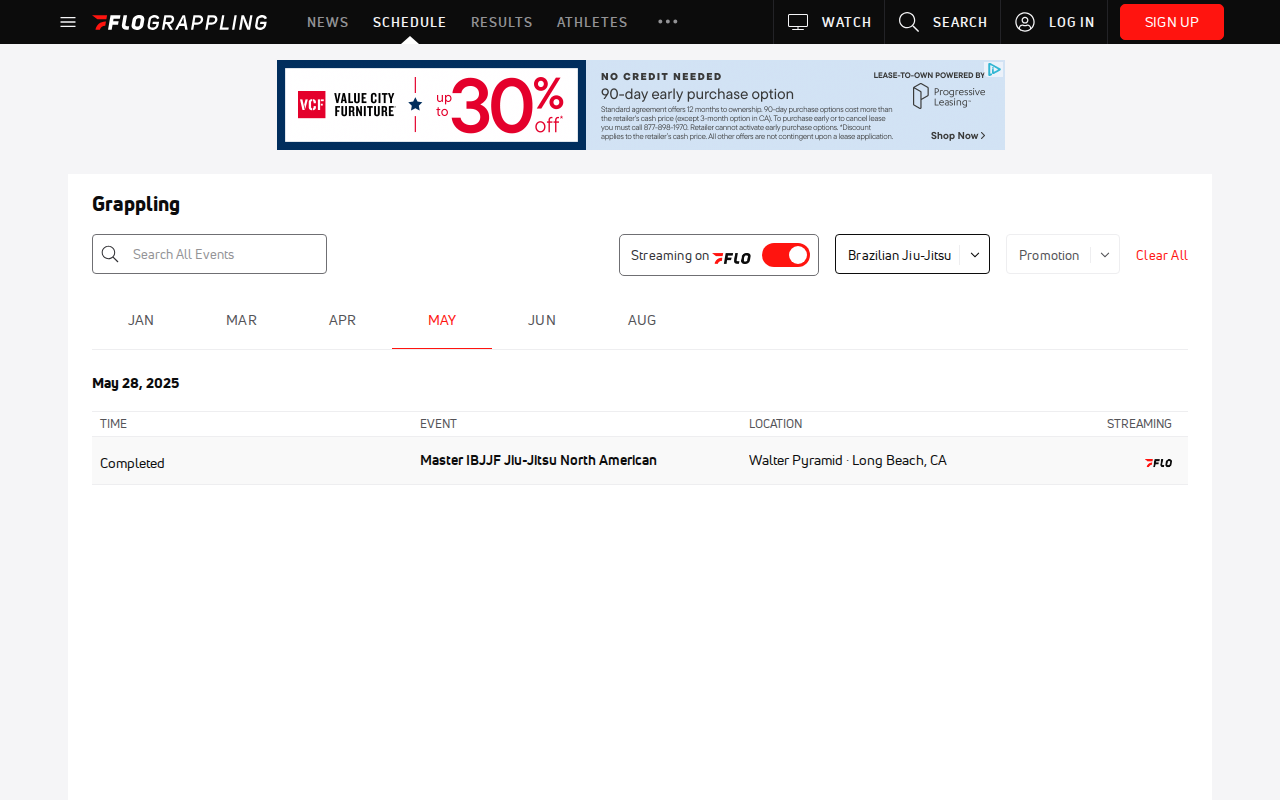 FLOGRAPPLING NEWS SCHEDULE RESULTS ATHLETES WATCH SEARCH LOG IN SIGN UP
VCF VALUE CITY FURNITURE
up to 30% off*
NO CREDIT NEEDED
90-day early purchase option
Standard agreement offers 12 months to ownership. 90-day purchase options cost more than
the retailer's cash price (except 3-month option in CA). To purchase early or to cancel lease
you must call 877-898-1970. Retailer cannot activate early purchase options. *Discount
applies to the retailer's cash price. All other offers are not contingent upon a lease application.
LEASE-TO-OWN POWERED BY
Progressive
Leasing
Shop Now
Grappling
Search All Events
Streaming on FLO
Brazilian Jiu-Jitsu
Promotion
Clear All
JAN MAR APR MAY JUN AUG
May 28, 2025
TIME EVENT LOCATION STREAMING
Completed Master IBJJF Jiu-Jitsu North American Walter Pyramid · Long Beach, CA FLO